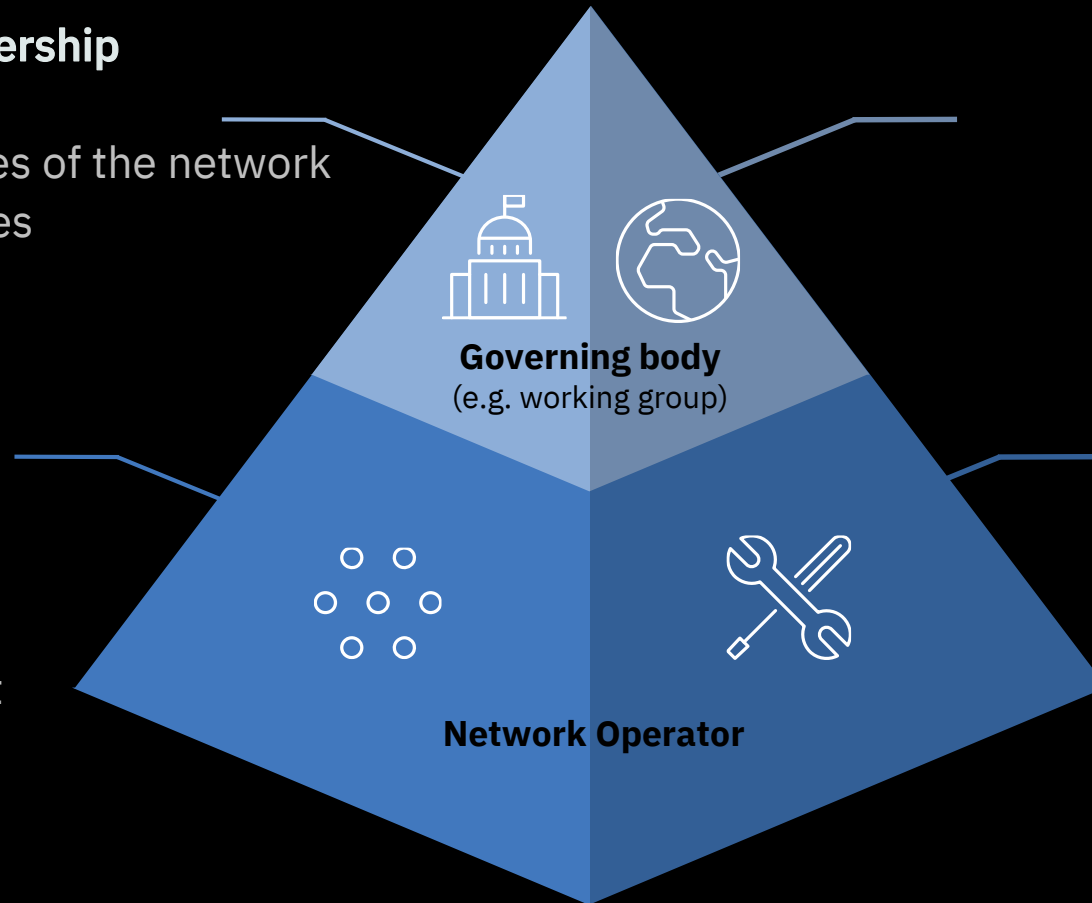 ership
es of the network
es
Governing body
(e.g. working group)
Network Operator